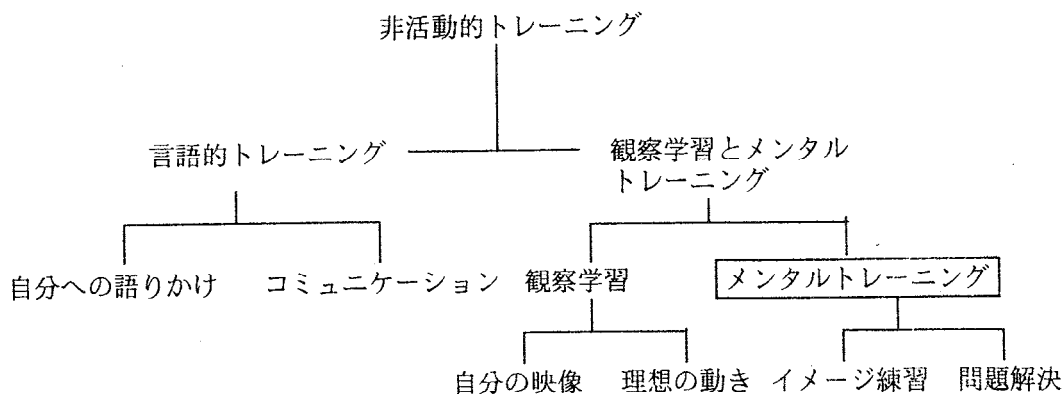 非活動的トレーニング
言語的トレーニング
観察学習とメンタル
トレーニング
自分への語りかけ
コミュニケーション
観察学習
メンタルトレーニング
自分の映像
理想の動き
イメージ練習
問題解決